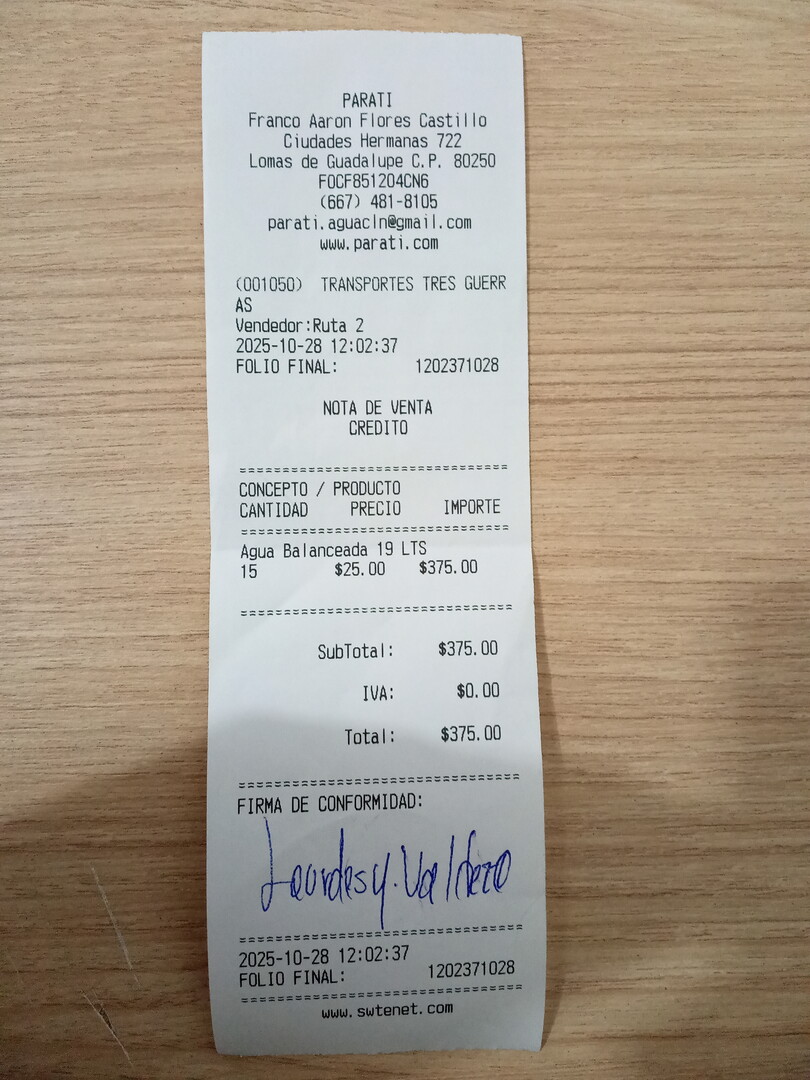 PARATI
Franco Aaron Flores Castillo
Ciudades Hermanas 722
Lomas de Guadalupe C.P. 80250
FOCF851204CN6
(667) 481-8105
parati.aguacln@gmail.com
www.parati.com
(001050) TRANSPORTES TRES GUERR
AS
Vendedor:Ruta 2
2025-10-28 12:02:37
FOLIO FINAL: 1202371028
NOTA DE VENTA
CREDITO
==============================
CONCEPTO / PRODUCTO
CANTIDAD PRECIO IMPORTE
==============================
Agua Balanceada 19 LTS
15 $25.00 $375.00
==============================
SubTotal: $375.00
IVA: $0.00
Total: $375.00
==============================
FIRMA DE CONFORMIDAD:
Lourdes y.
==============================
2025-10-28 12:02:37
FOLIO FINAL: 1202371028
==============================
www.swtenet.com